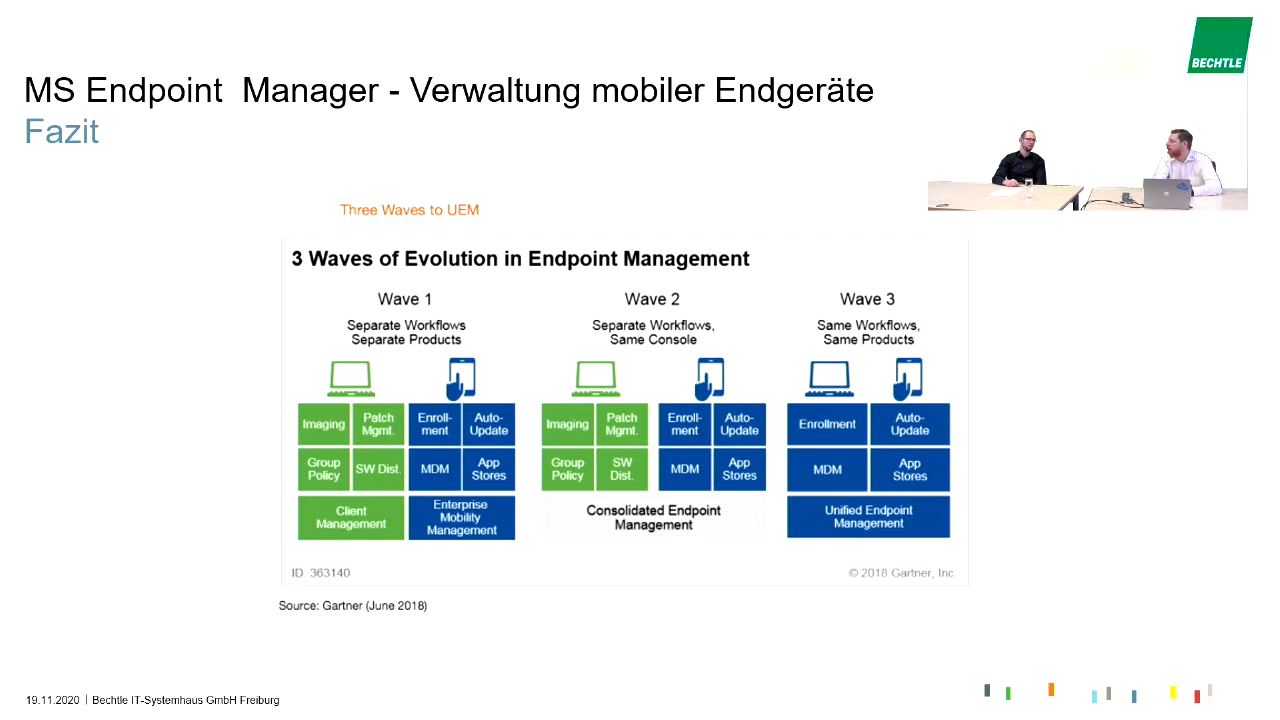 BECHTLE
MS Endpoint Manager - Verwaltung mobiler Endgeräte
Fazit
Three Waves to UEM
3 Waves of Evolution in Endpoint Management
Wave 1
Separate Workflows
Separate Products
Imaging
Patch
Mgmt.
Enroll-
ment
Auto-
Update
Group
Policy
SW Dist.
MDM
App
Stores
Client
Management
Enterprise
Mobility
Management
Wave 2
Separate Workflows,
Same Console
Imaging
Patch
Mgmt.
Enroll-
ment
Auto-
Update
Group
Policy
SW
Dist.
MDM
App
Stores
Consolidated Endpoint
Management
Wave 3
Same Workflows,
Same Products
Enrollment
Auto-
Update
MDM
App
Stores
Unified Endpoint
Management
ID: 363140
© 2018 Gartner, Inc
Source: Gartner (June 2018)
19.11.2020 | Bechtle IT-Systemhaus GmbH Freiburg